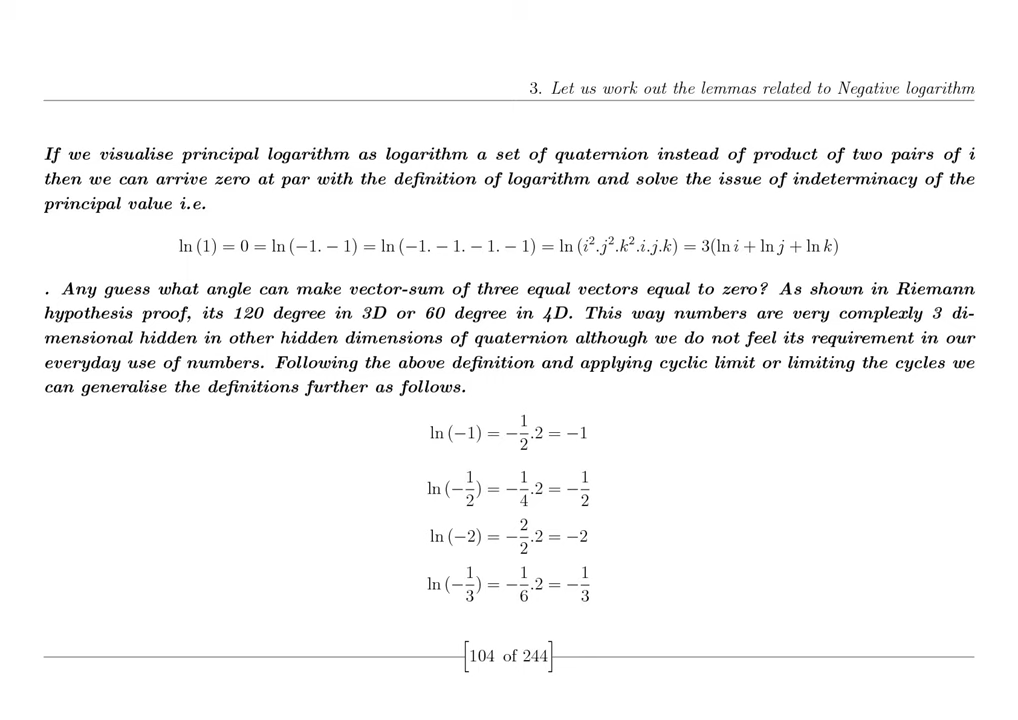 3. Let us work out the lemmas related to Negative logarithm
If we visualise principal logarithm as logarithm a set of quaternion instead of product of two pairs of i
then we can arrive zero at par with the definition of logarithm and solve the issue of indeterminacy of the
principal value i.e.
ln (1) = 0 = ln (−1. − 1) = ln (−1. − 1. − 1. − 1) = ln (i².j².k².i.j.k) = 3(ln i + ln j + ln k)
. Any guess what angle can make vector-sum of three equal vectors equal to zero? As shown in Riemann
hypothesis proof, its 120 degree in 3D or 60 degree in 4D. This way numbers are very complexly 3 di-
mensional hidden in other hidden dimensions of quaternion although we do not feel its requirement in our
everyday use of numbers. Following the above definition and applying cyclic limit or limiting the cycles we
can generalise the definitions further as follows.
ln (−1) = −1/2.2 = −1
ln (−1/2) = −1/4.2 = −1/2
ln (−2) = −2/2.2 = −2
ln (−1/3) = −1/6.2 = −1/3
[104 of 244]